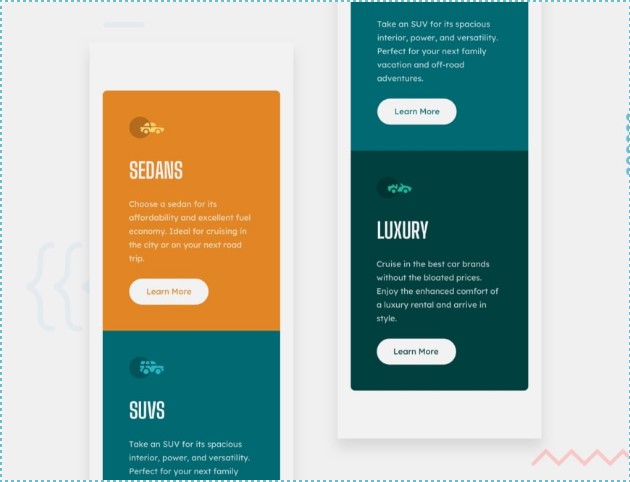 SEDANS
Choose a sedan for its
affordability and excellent fuel
economy. Ideal for cruising in
the city or on your next road
trip.
Learn More
SUVS
Take an SUV for its spacious
interior, power, and versatility.
Perfect for your next family
Take an SUV for its spacious
interior, power, and versatility.
Perfect for your next family
vacation and off-road
adventures.
Learn More
LUXURY
Cruise in the best car brands
without the bloated prices.
Enjoy the enhanced comfort of
a luxury rental and arrive in
style.
Learn More